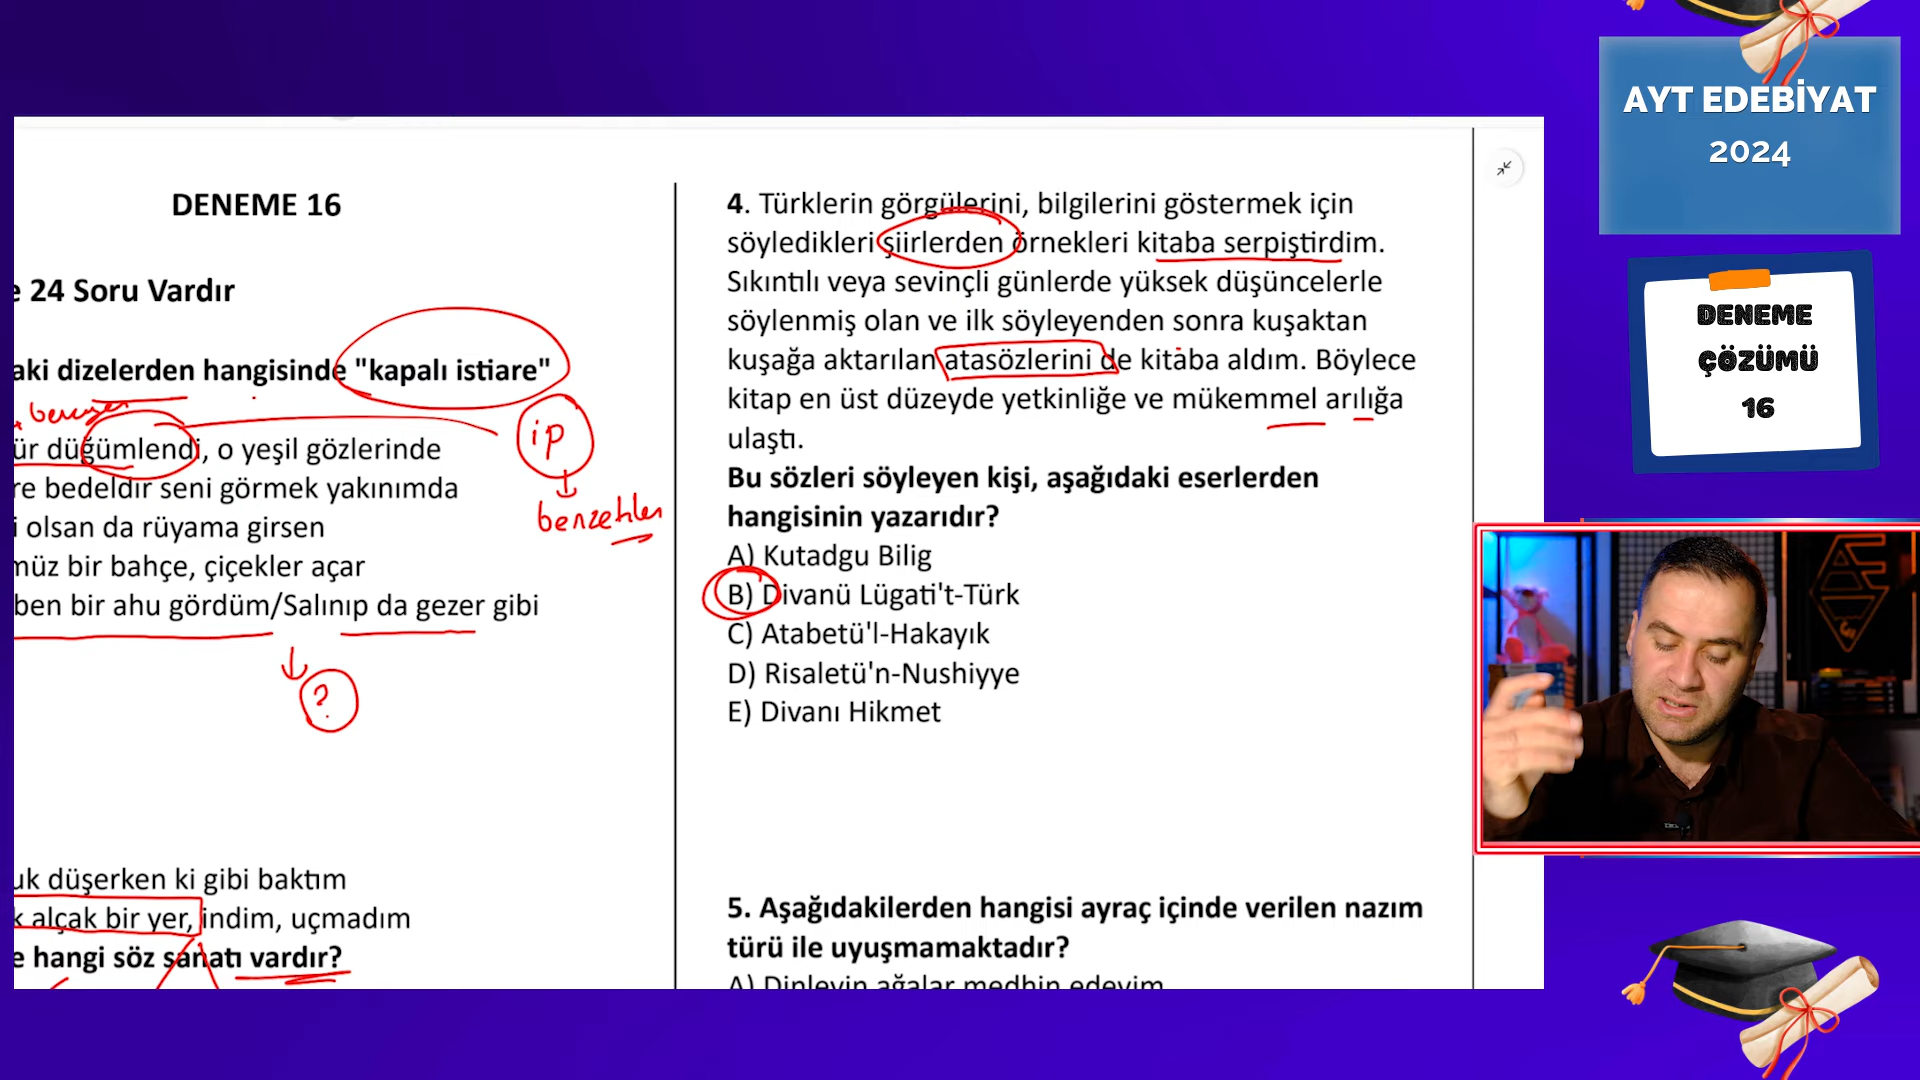 DENEME 16
e 24 Soru Vardır
aki dizelerden hangisinde "kapalı istiare"
ip
ür düğümlendi, o yeşil gözlerinde
re bedeldir seni görmek yakınımda
benzetilen
i olsan da rüyama girsen
müz bir bahçe, çiçekler açar
ben bir ahu gördüm/Salınıp da gezer gibi
?
uk düşerken ki gibi baktım
k alçak bir yer, indim, uçmadım
e hangi söz sanatı vardır?
4. Türklerin görgülerini, bilgilerini göstermek için
söyledikleri şiirlerden örnekleri kitaba serpiştirdim.
Sıkıntılı veya sevinçli günlerde yüksek düşüncelerle
söylenmiş olan ve ilk söyleyenden sonra kuşaktan
kuşağa aktarılan atasözlerini de kitaba aldım. Böylece
kitap en üst düzeyde yetkinliğe ve mükemmel arılığa
ulaştı.
Bu sözleri söyleyen kişi, aşağıdaki eserlerden
hangisinin yazarıdır?
A) Kutadgu Bilig
B) Divanü Lügati't-Türk
C) Atabetü'l-Hakayık
D) Risaletü'n-Nushiyye
E) Divanı Hikmet
5. Aşağıdakilerden hangisi ayraç içinde verilen nazım
türü ile uyuşmamaktadır?
A) Dinleyin ağalar medhin edeyim
AYT EDEBİYAT
2024
DENEME
ÇÖZÜMÜ
16